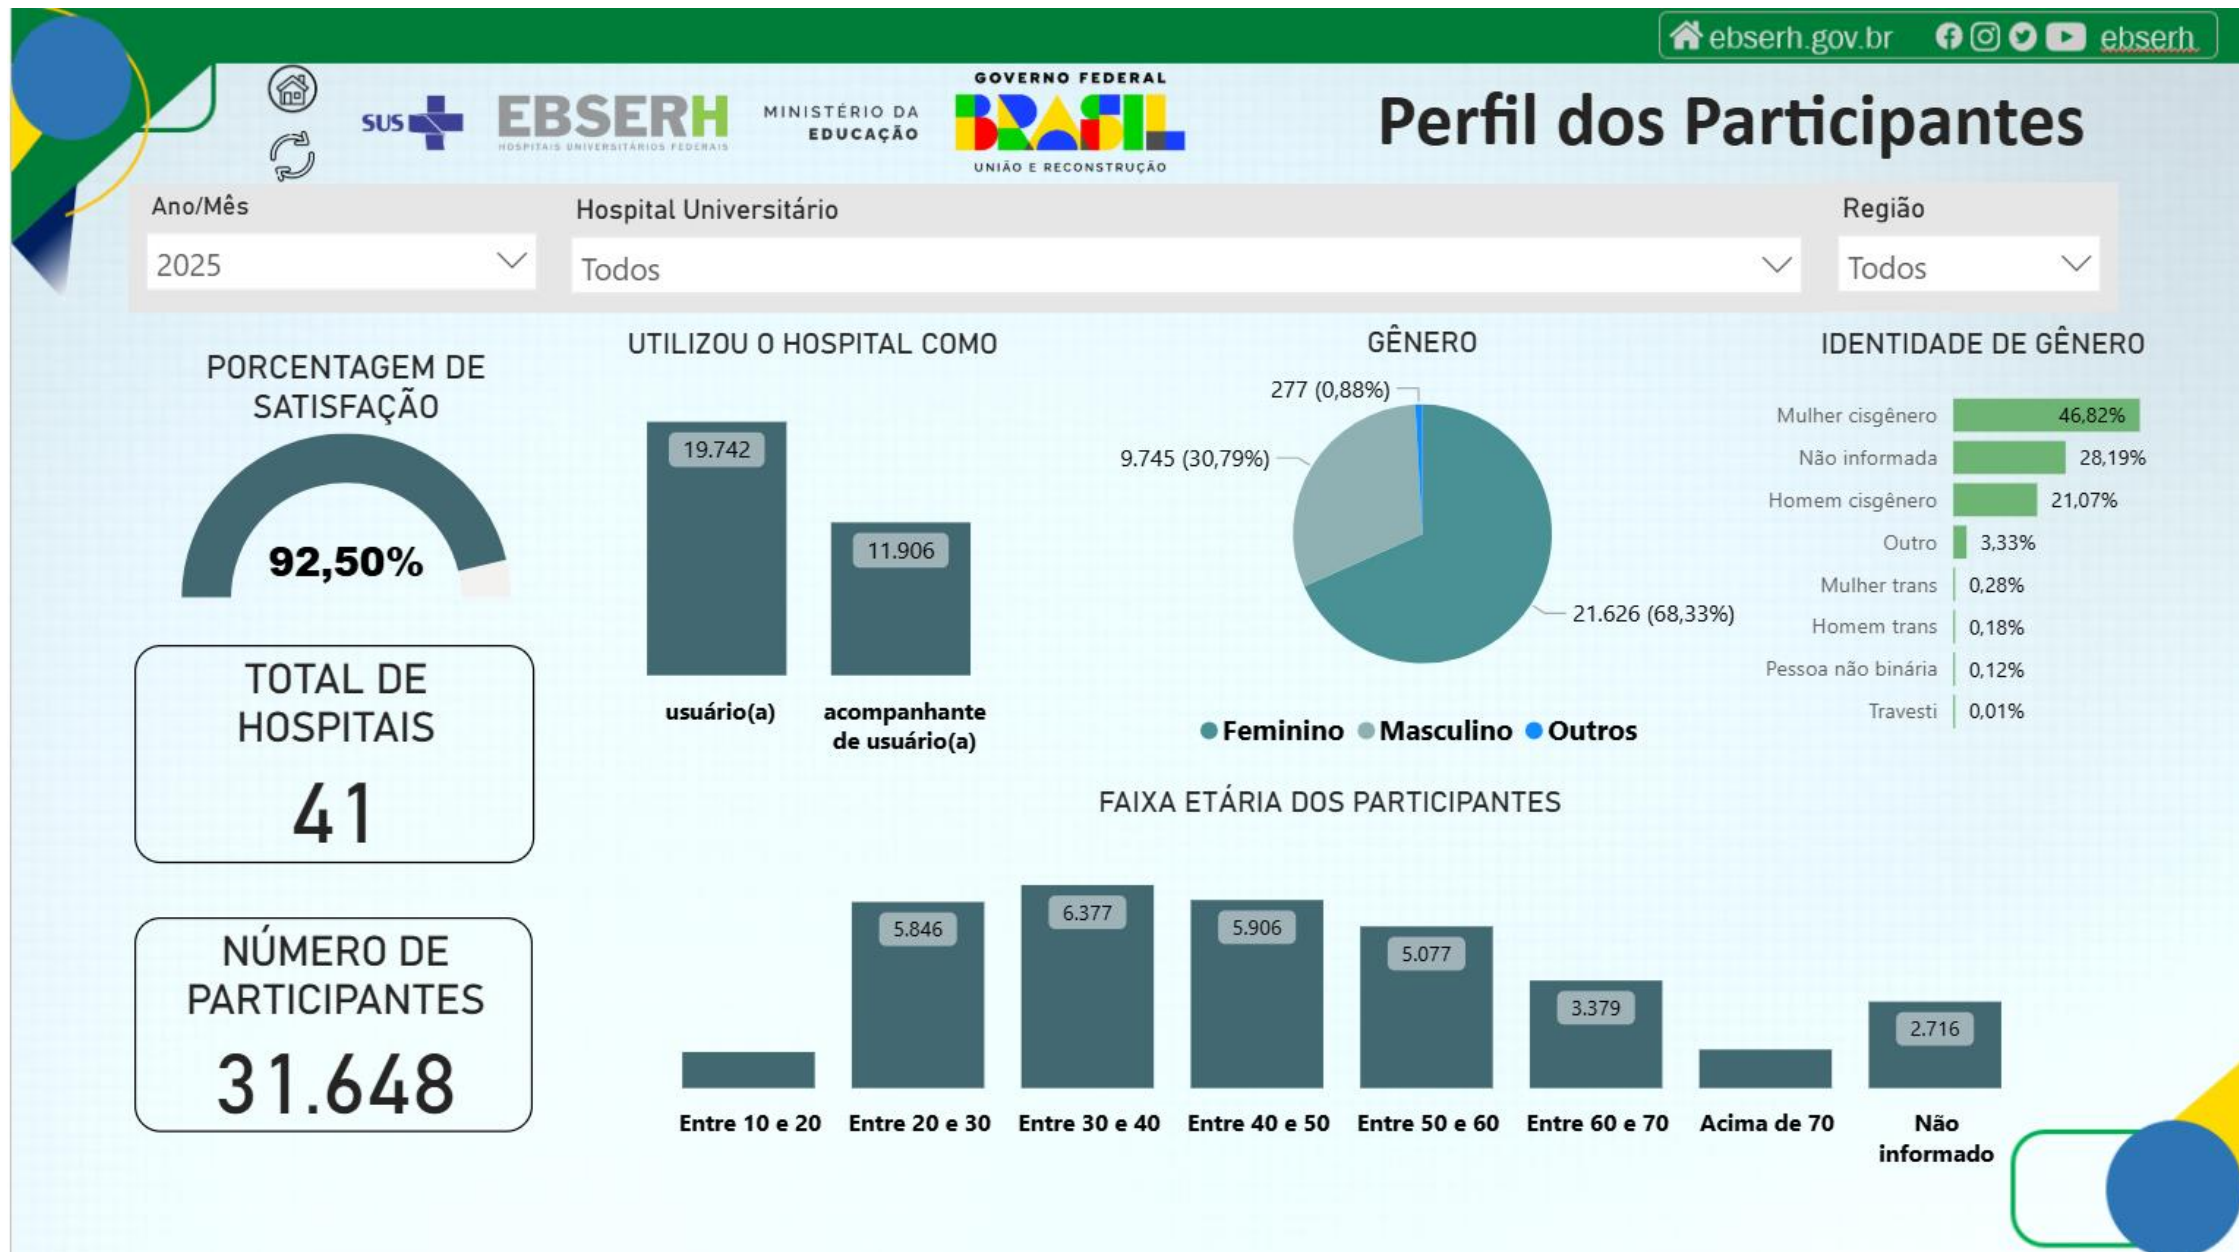 ebserh.gov.br
ebserh
SUS
EBSERH
HOSPITAIS UNIVERSITÁRIOS FEDERAIS
MINISTÉRIO DA
EDUCAÇÃO
GOVERNO FEDERAL
BRASIL
UNIÃO E RECONSTRUÇÃO
Perfil dos Participantes
Ano/Mês
2025
Hospital Universitário
Todos
Região
Todos
PORCENTAGEM DE
SATISFAÇÃO
92,50%
TOTAL DE
HOSPITAIS
41
NÚMERO DE
PARTICIPANTES
31.648
UTILIZOU O HOSPITAL COMO
19.742
11.906
usuário(a)
acompanhante
de usuário(a)
GÊNERO
277 (0,88%)
9.745 (30,79%)
21.626 (68,33%)
Feminino Masculino Outros
IDENTIDADE DE GÊNERO
Mulher cisgênero 46,82%
Não informada 28,19%
Homem cisgênero 21,07%
Outro 3,33%
Mulher trans 0,28%
Homem trans 0,18%
Pessoa não binária 0,12%
Travesti 0,01%
FAIXA ETÁRIA DOS PARTICIPANTES
5.846
6.377
5.906
5.077
3.379
2.716
Entre 10 e 20 Entre 20 e 30 Entre 30 e 40 Entre 40 e 50 Entre 50 e 60 Entre 60 e 70 Acima de 70 Não
informado